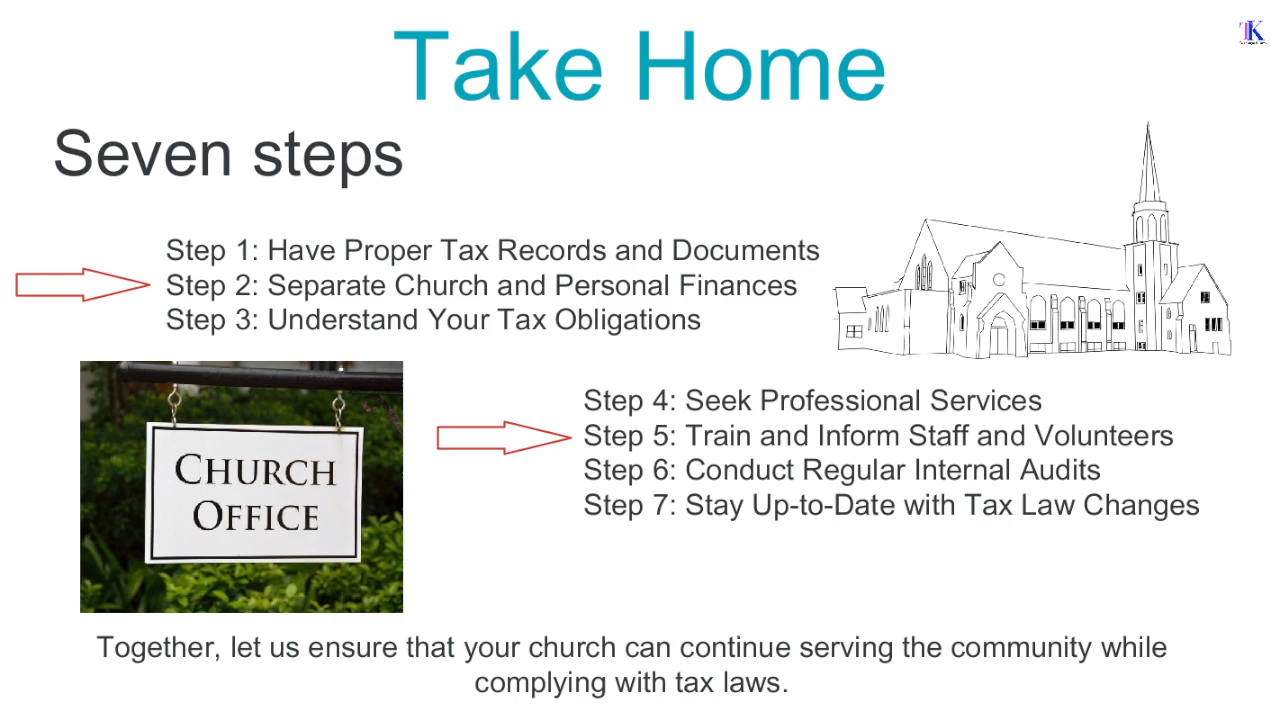 TK
Take Home
Seven steps
Step 1: Have Proper Tax Records and Documents
Step 2: Separate Church and Personal Finances
Step 3: Understand Your Tax Obligations
CHURCH
OFFICE
Step 4: Seek Professional Services
Step 5: Train and Inform Staff and Volunteers
Step 6: Conduct Regular Internal Audits
Step 7: Stay Up-to-Date with Tax Law Changes
Together, let us ensure that your church can continue serving the community while
complying with tax laws.